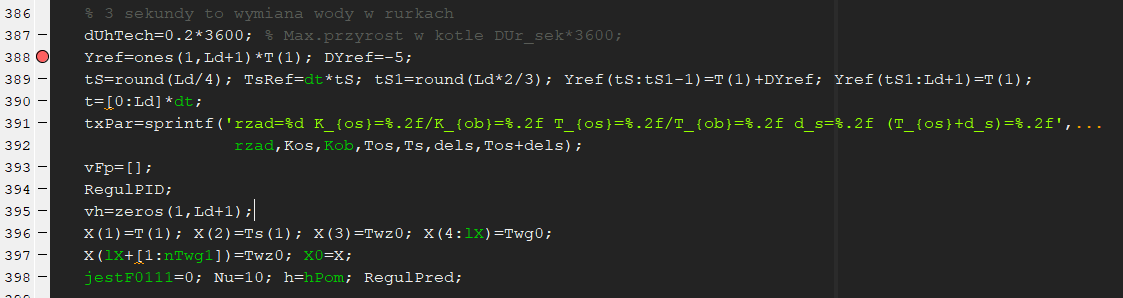 386 % 3 sekundy to wymiana wody w rurkach
387 – dUhTech=0.2*3600; % Max.przyrost w kotle DUr_sek*3600;
388 – Yref=ones(1,Ld+1)*T(1); DYref=-5;
389 – tS=round(Ld/4); TsRef=dt*tS; tS1=round(Ld*2/3); Yref(tS:tS1-1)=T(1)+DYref; Yref(tS1:Ld+1)=T(1);
390 – t=[0:Ld]*dt;
391 – txPar=sprintf('rzad=%d K_{os}=%.2f/K_{ob}=%.2f T_{os}=%.2f/T_{ob}=%.2f d_s=%.2f (T_{os}+d_s)=%.2f',...
392 rzad,Kos,Kob,Tos,Ts,dels,Tos+dels);
393 – vFp=[];
394 – RegulPID;
395 – vh=zeros(1,Ld+1);
396 – X(1)=T(1); X(2)=Ts(1); X(3)=Twz0; X(4:lX)=Twg0;
397 – X(lX+[1:nTwg1])=Twz0; X0=X;
398 – jestF0111=0; Nu=10; h=hPom; RegulPred;